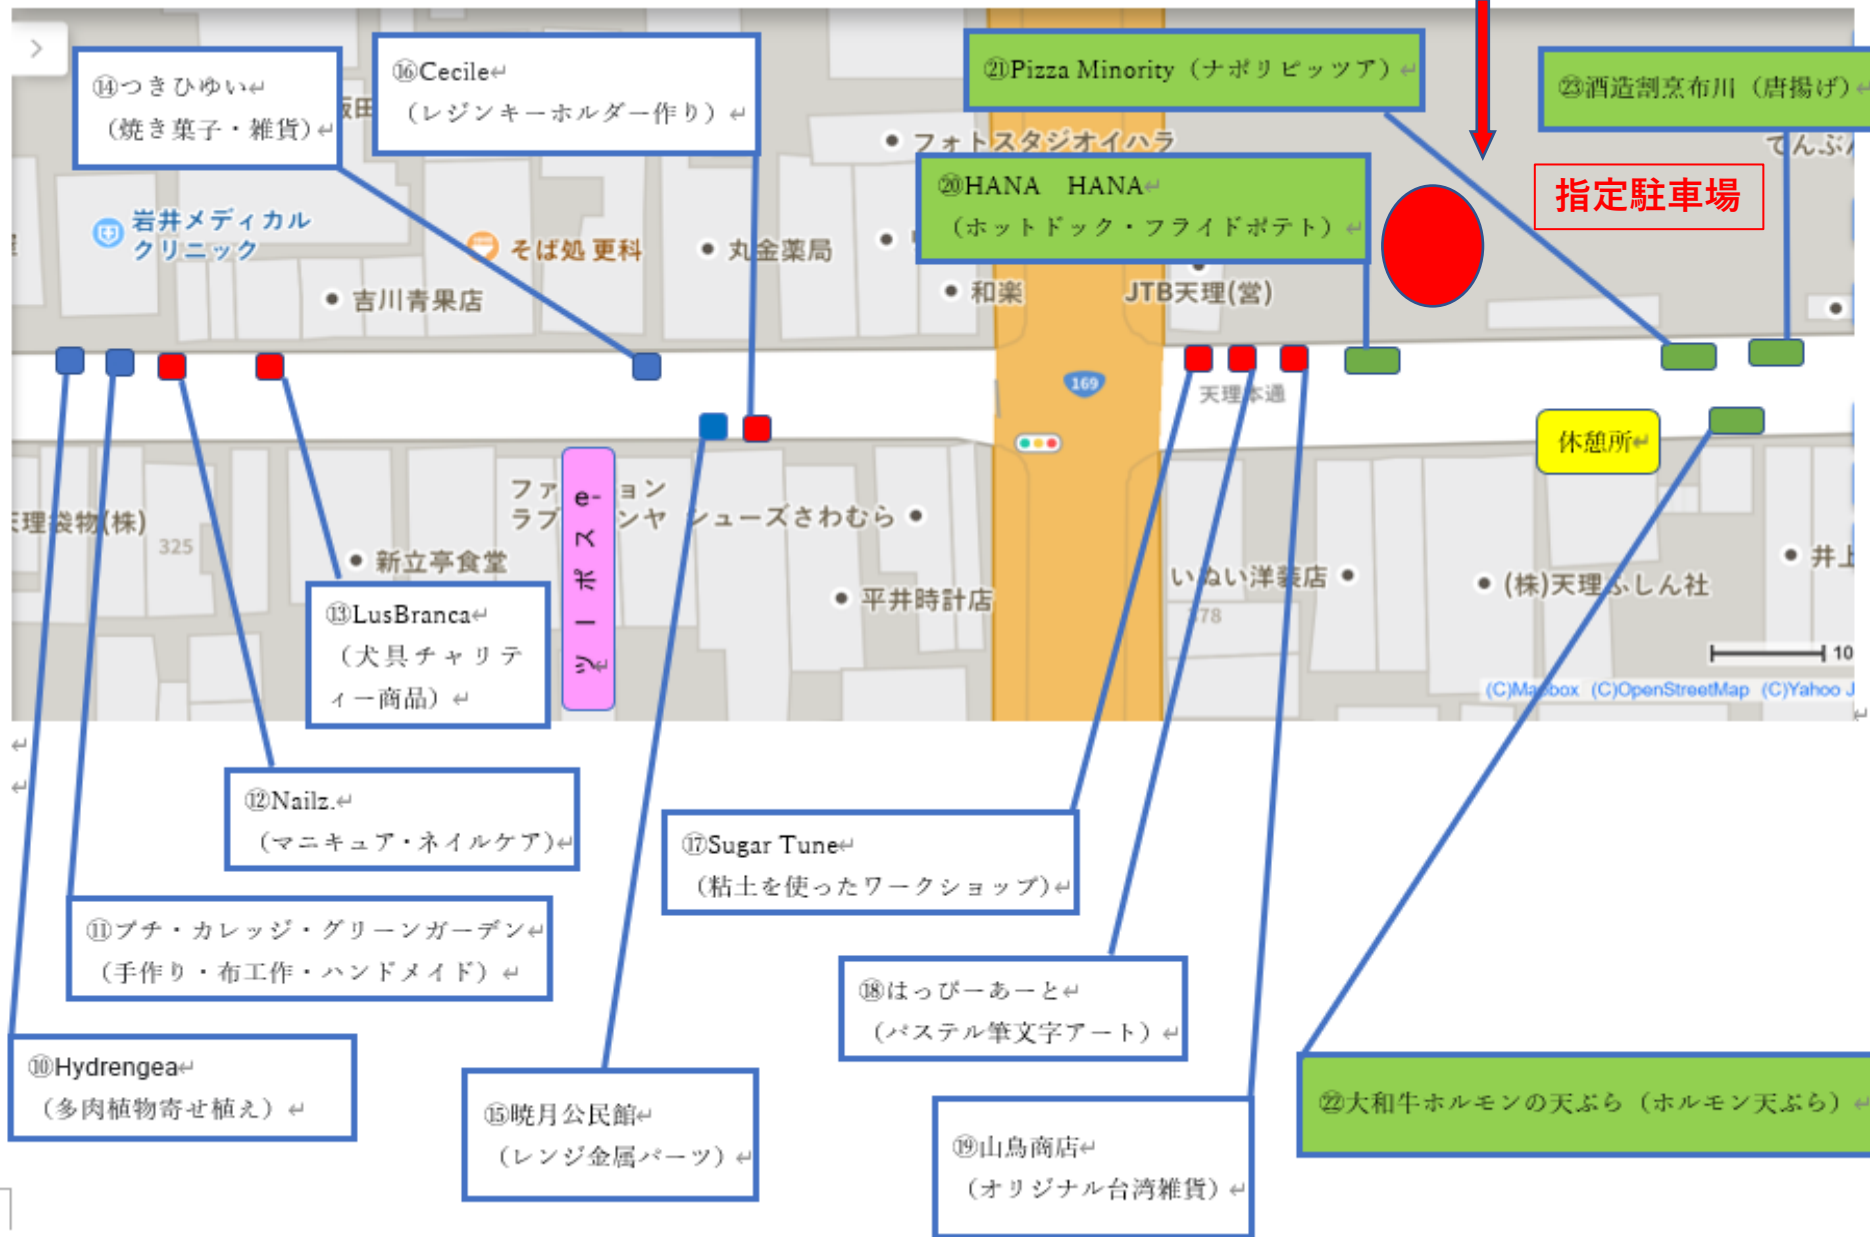 ⑭つきひゆい
（焼き菓子・雑貨）
⑯Cecile
（レジンキーホルダー作り）
㉑Pizza Minority（ナポリピッツア）
㉓酒造割烹布川（唐揚げ）
フォトスタジオイハラ
てんぷ
⑳HANA　HANA
（ホットドック・フライドポテト）
指定駐車場
岩井メディカル
クリニック
そば処 更科
丸金薬局
吉川青果店
和楽
JTB天理(営)
169
天理本通
休憩所
ファ ョン
ラブ ンヤ
e-スポーツ
シューズさわむら
天理袋物(株)
325
新立亭食堂
平井時計店
いぬい洋装店
378
(株)天理ふしん社
井上
10
(C)Mapbox (C)OpenStreetMap (C)Yahoo J
⑬LusBranca
（犬具チャリテ
ィー商品）
⑫Nailz.
（マニキュア・ネイルケア）
⑰Sugar Tune
（粘土を使ったワークショップ）
⑪プチ・カレッジ・グリーンガーデン
（手作り・布工作・ハンドメイド）
⑱はっぴーあーと
（パステル筆文字アート）
⑩Hydrengea
（多肉植物寄せ植え）
⑮暁月公民館
（レンジ金属パーツ）
㉒大和牛ホルモンの天ぷら（ホルモン天ぷら）
⑲山鳥商店
（オリジナル台湾雑貨）